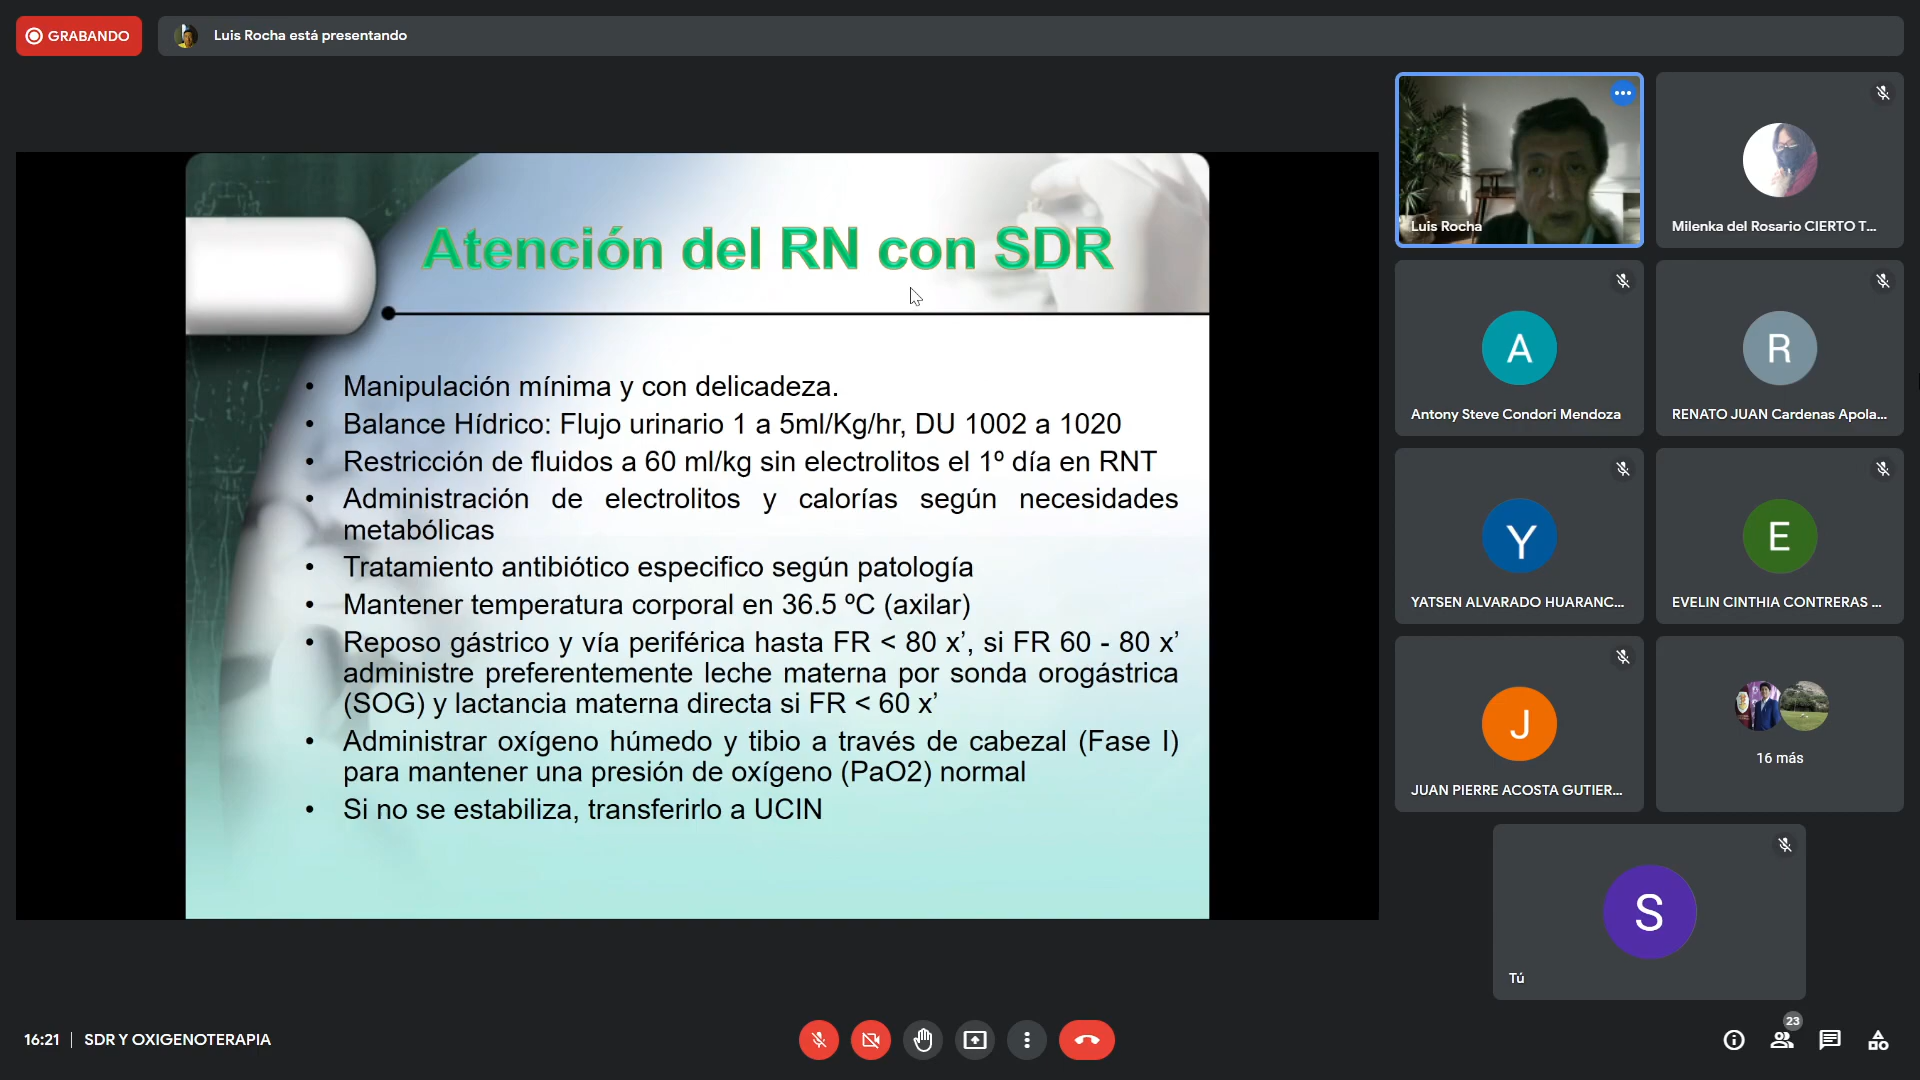 GRABANDO
Luis Rocha está presentando
Atención del RN con SDR
• Manipulación mínima y con delicadeza.
• Balance Hídrico: Flujo urinario 1 a 5ml/Kg/hr, DU 1002 a 1020
• Restricción de fluidos a 60 ml/kg sin electrolitos el 1º día en RNT
• Administración de electrolitos y calorías según necesidades
metabólicas
• Tratamiento antibiótico especifico según patología
• Mantener temperatura corporal en 36.5 ºC (axilar)
• Reposo gástrico y vía periférica hasta FR < 80 x’, si FR 60 - 80 x’
administre preferentemente leche materna por sonda orogástrica
(SOG) y lactancia materna directa si FR < 60 x’
• Administrar oxígeno húmedo y tibio a través de cabezal (Fase I)
para mantener una presión de oxígeno (PaO2) normal
• Si no se estabiliza, transferirlo a UCIN
Luis Rocha
Milenka del Rosario CIERTO T...
A
Antony Steve Condori Mendoza
R
RENATO JUAN Cardenas Apola...
Y
YATSEN ALVARADO HUARANC...
E
EVELIN CINTHIA CONTRERAS ...
J
JUAN PIERRE ACOSTA GUTIER...
16 más
S
Tú
16:21 | SDR Y OXIGENOTERAPIA
23